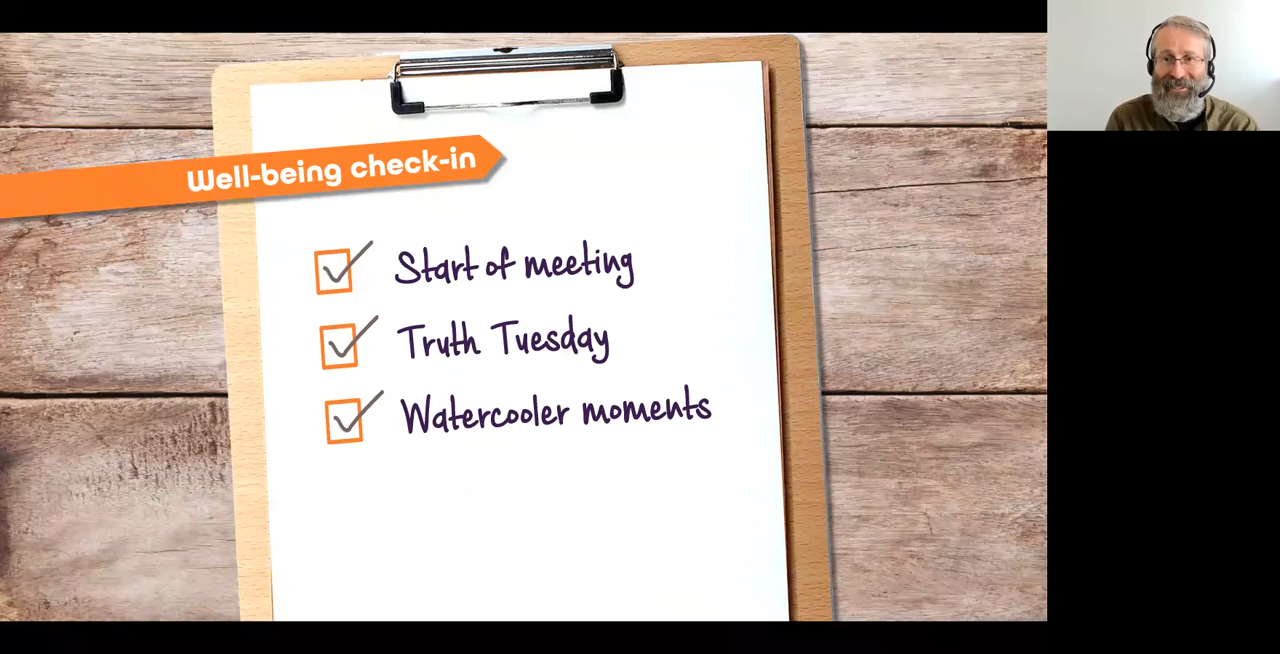 Well-being check-in
Start of meeting
Truth Tuesday
Watercooler moments